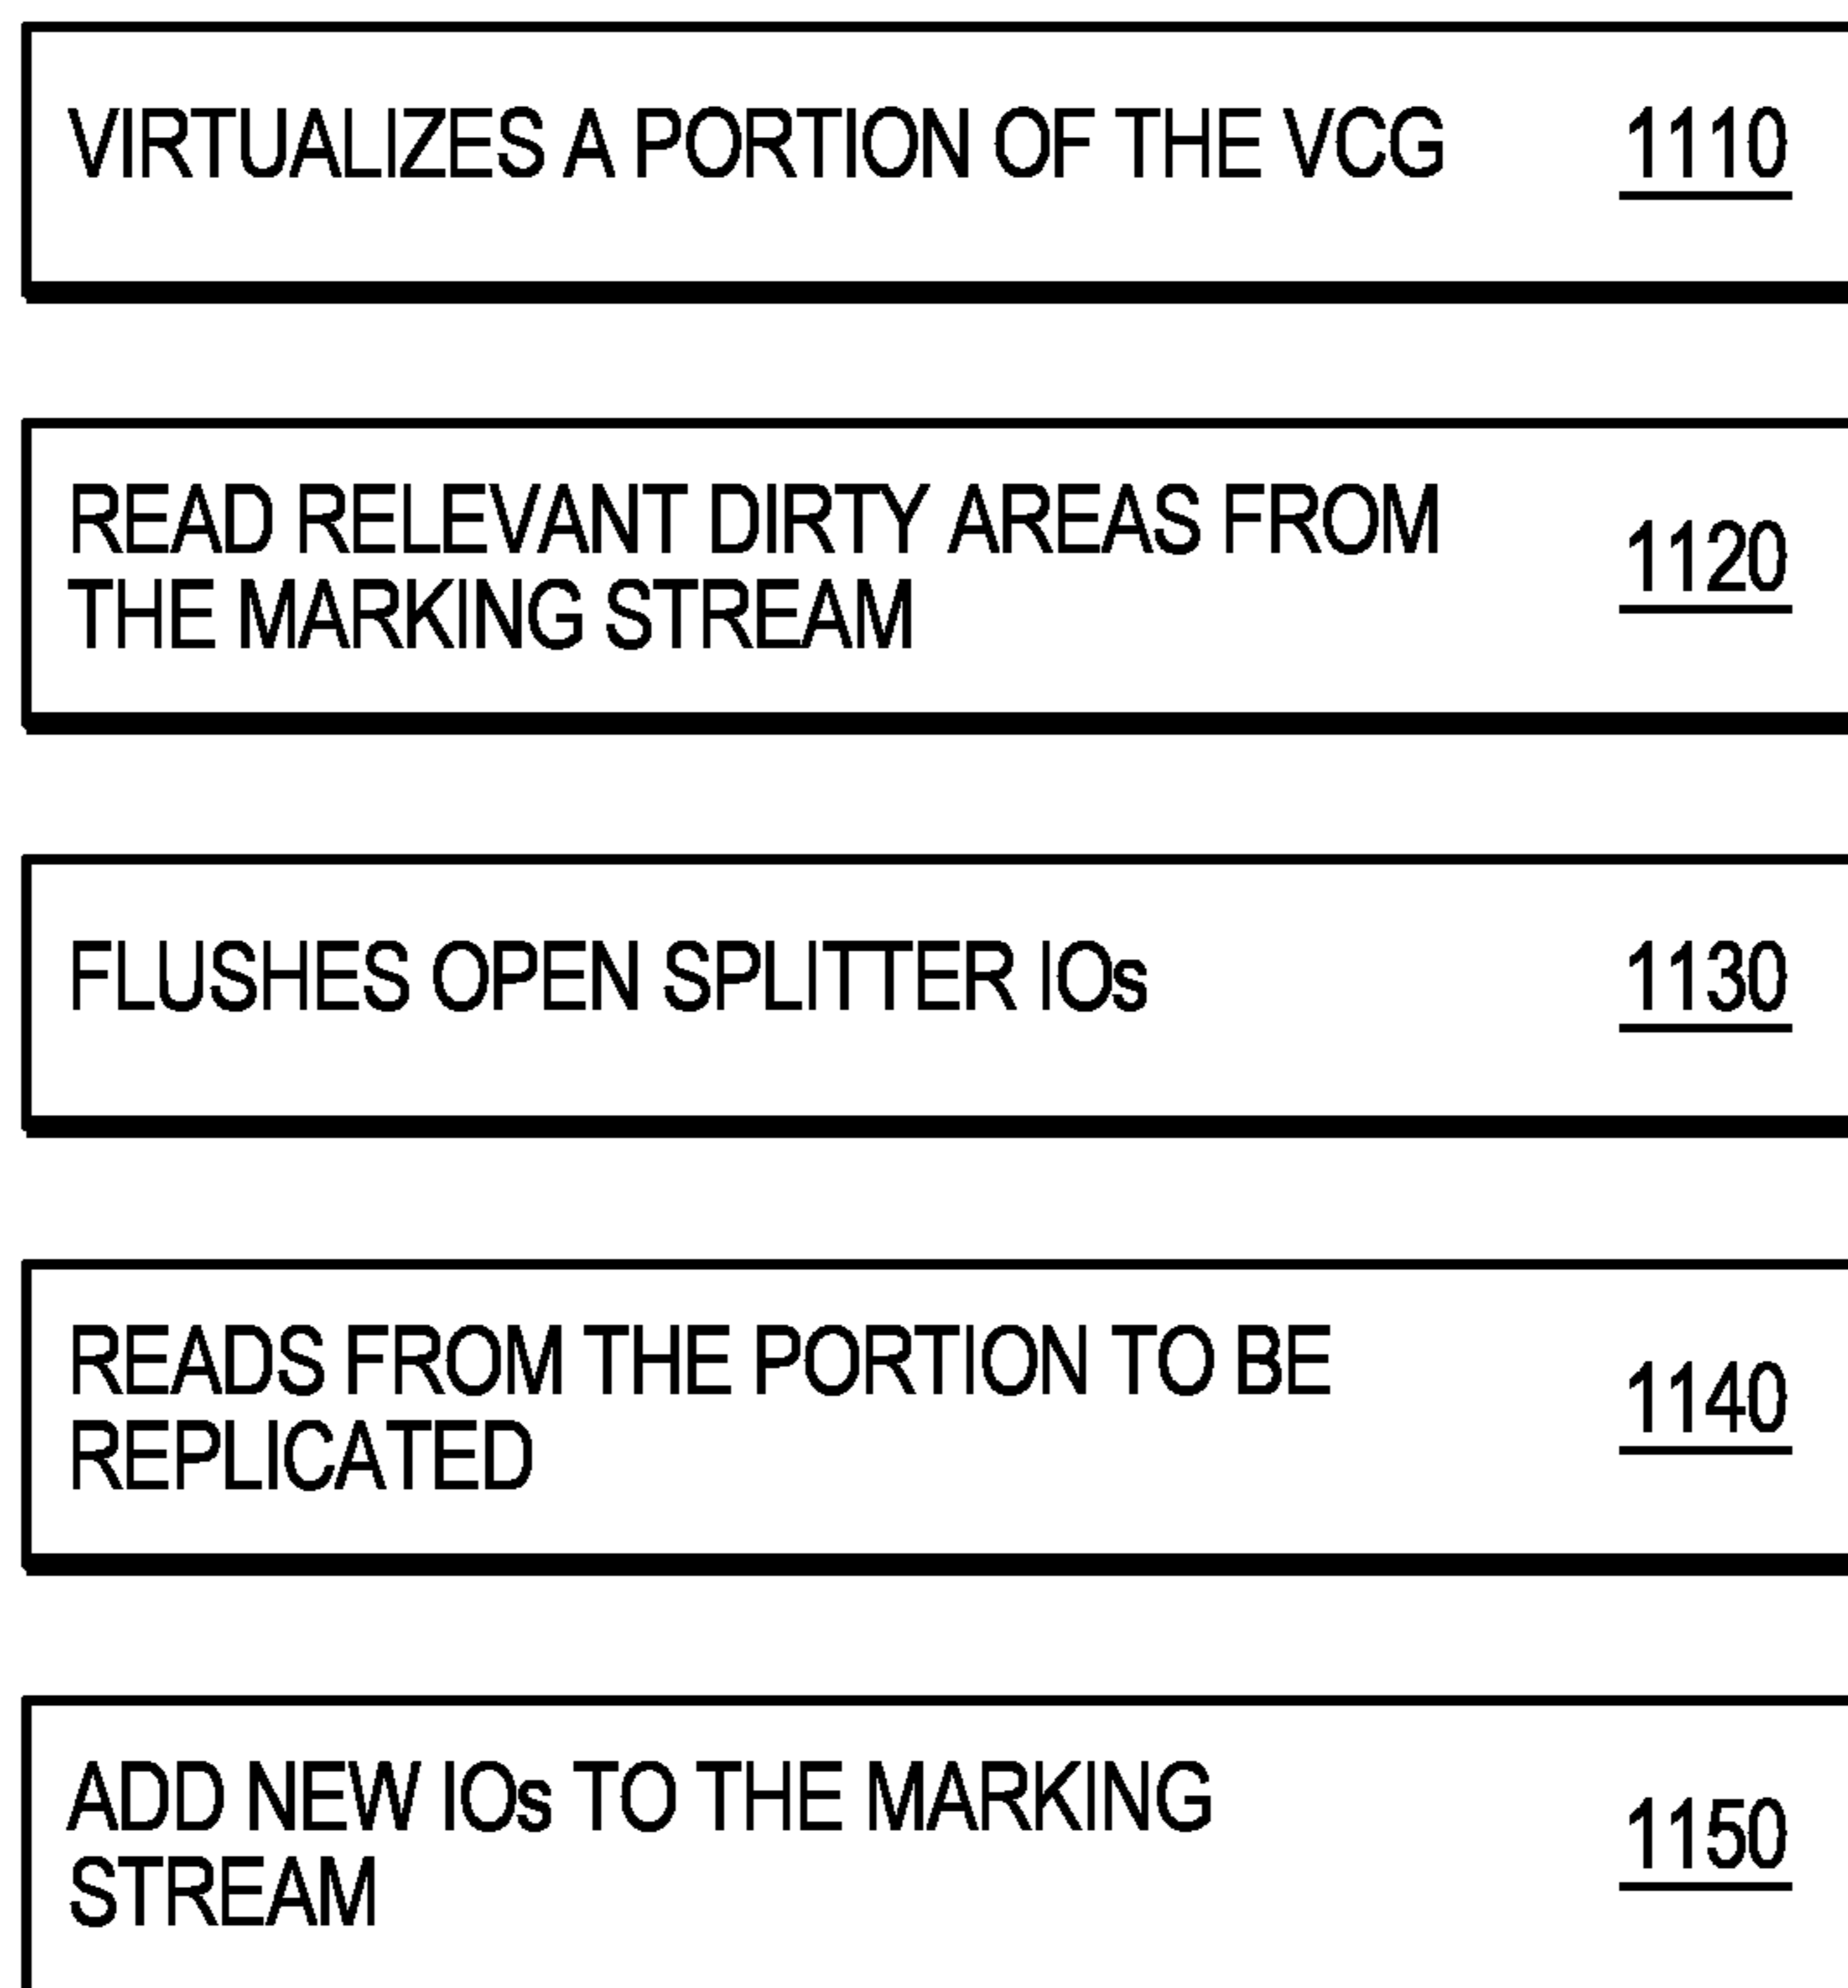 VIRTUALIZES A PORTION OF THE VCG 1110
READ RELEVANT DIRTY AREAS FROM
THE MARKING STREAM 1120
FLUSHES OPEN SPLITTER IOs 1130
READS FROM THE PORTION TO BE
REPLICATED 1140
ADD NEW IOs TO THE MARKING
STREAM 1150